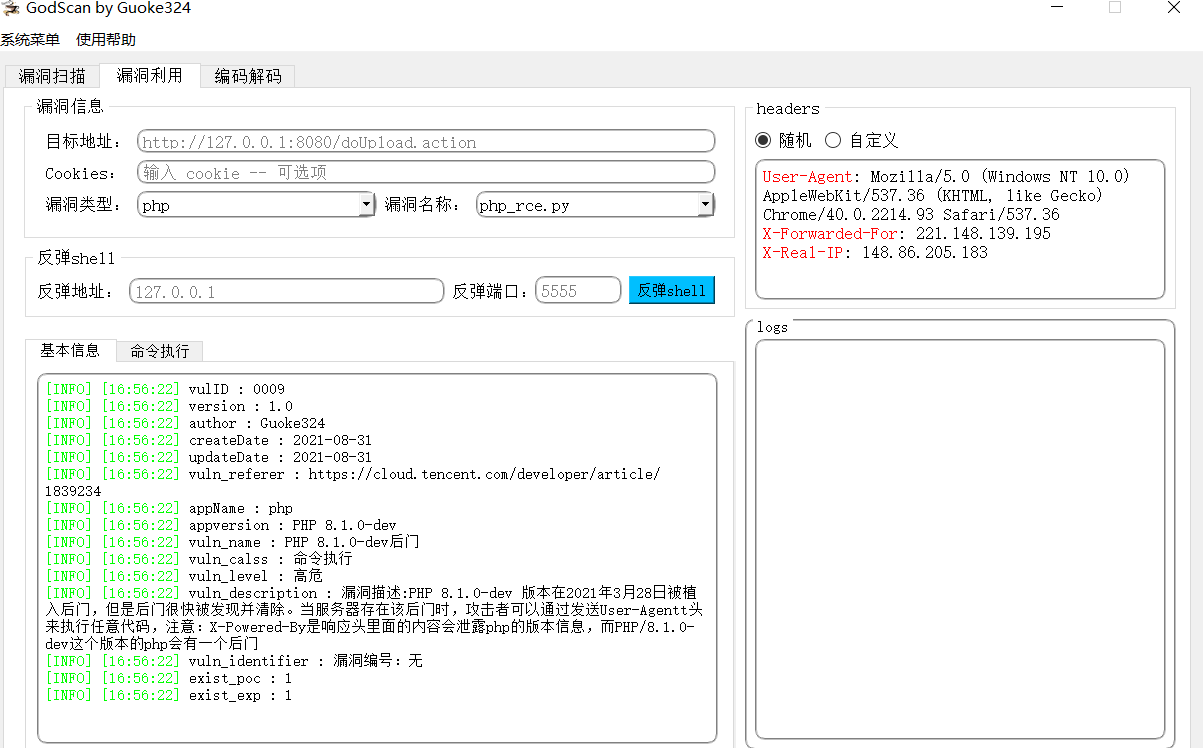 GodScan by Guoke324
系统菜单 使用帮助
漏洞扫描 漏洞利用 编码解码
漏洞信息
目标地址： http://127.0.0.1:8080/doUpload.action
Cookies： 输入 cookie -- 可选项
漏洞类型： php 漏洞名称： php_rce.py
反弹shell
反弹地址： 127.0.0.1 反弹端口： 5555 反弹shell
基本信息 命令执行
[INFO] [16:56:22] vulID : 0009
[INFO] [16:56:22] version : 1.0
[INFO] [16:56:22] author : Guoke324
[INFO] [16:56:22] createDate : 2021-08-31
[INFO] [16:56:22] updateDate : 2021-08-31
[INFO] [16:56:22] vuln_referer : https://cloud.tencent.com/developer/article/
1839234
[INFO] [16:56:22] appName : php
[INFO] [16:56:22] appversion : PHP 8.1.0-dev
[INFO] [16:56:22] vuln_name : PHP 8.1.0-dev后门
[INFO] [16:56:22] vuln_calss : 命令执行
[INFO] [16:56:22] vuln_level : 高危
[INFO] [16:56:22] vuln_description : 漏洞描述:PHP 8.1.0-dev 版本在2021年3月28日被植
入后门，但是后门很快被发现并清除。当服务器存在该后门时，攻击者可以通过发送User-Agentt头
来执行任意代码，注意：X-Powered-By是响应头里面的内容会泄露php的版本信息，而PHP/8.1.0-
dev这个版本的php会有一个后门
[INFO] [16:56:22] vuln_identifier : 漏洞编号：无
[INFO] [16:56:22] exist_poc : 1
[INFO] [16:56:22] exist_exp : 1
headers
随机 自定义
User-Agent: Mozilla/5.0 (Windows NT 10.0)
AppleWebKit/537.36 (KHTML, like Gecko)
Chrome/40.0.2214.93 Safari/537.36
X-Forwarded-For: 221.148.139.195
X-Real-IP: 148.86.205.183
logs